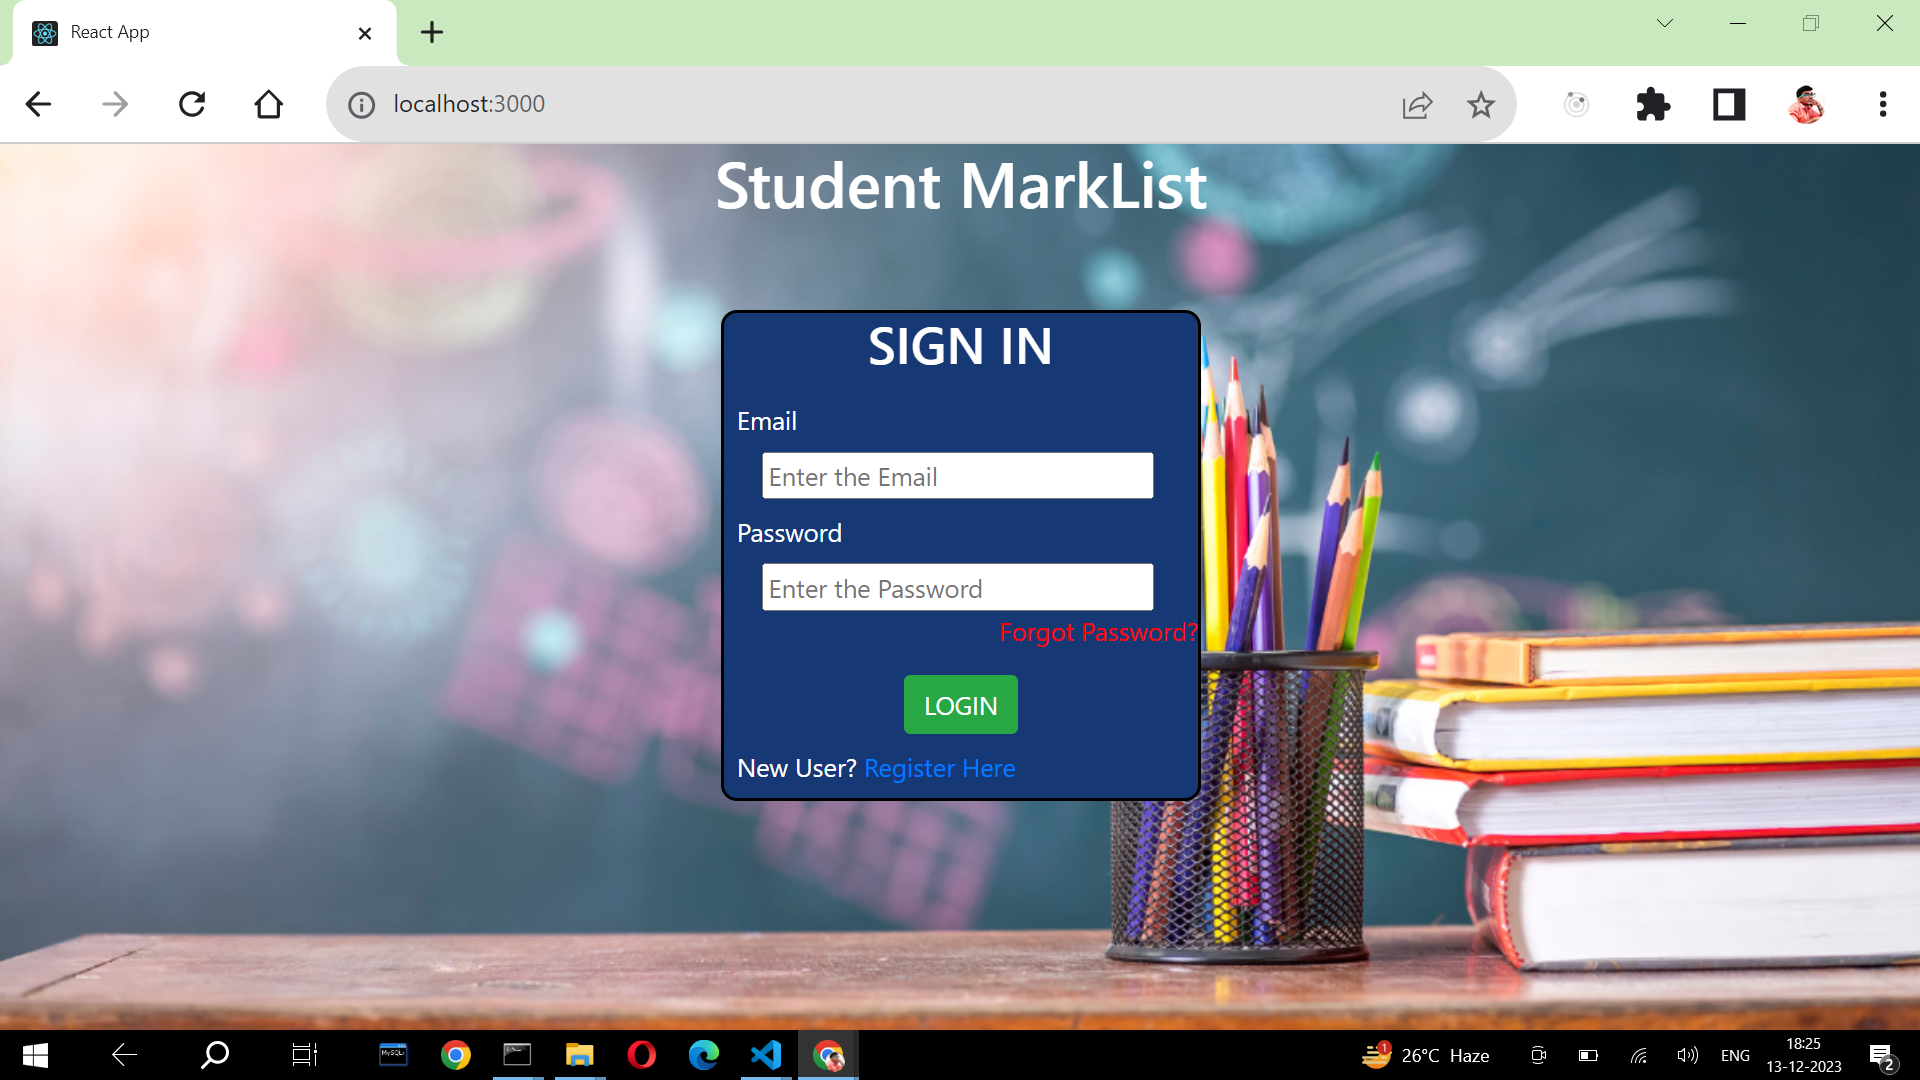 React App
localhost:3000
Student MarkList
SIGN IN
Email
Enter the Email
Password
Enter the Password
Forgot Password?
LOGIN
New User? Register Here
1
26°C Haze
ENG
18:25
13-12-2023
2